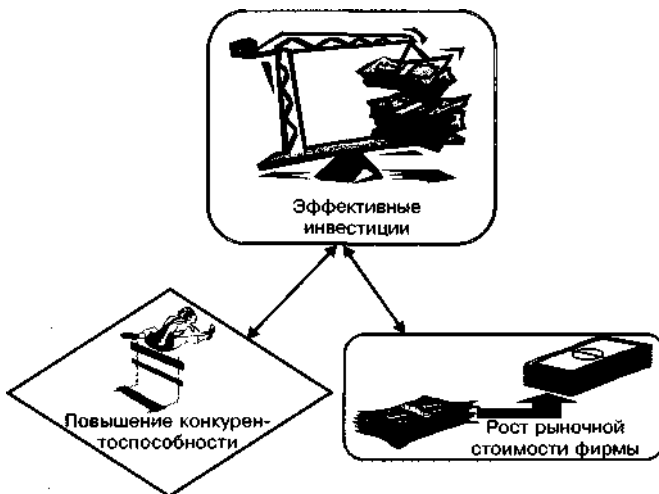 Эффективные
инвестиции
Повышение конкурен-
тоспособности
Рост рыночной
стоимости фирмы